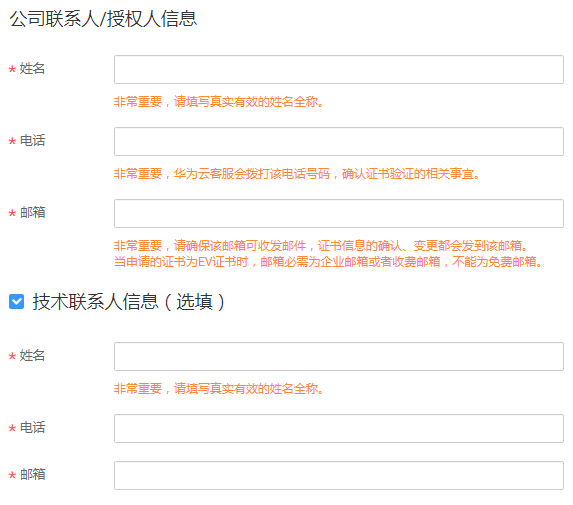 公司联系人/授权人信息
* 姓名
非常重要，请填写真实有效的姓名全称。
* 电话
非常重要，华为云客服会拨打该电话号码，确认证书验证的相关事宜。
* 邮箱
非常重要，请确保该邮箱可收发邮件，证书信息的确认、变更都会发到该邮箱。
当申请的证书为EV证书时，邮箱必需为企业邮箱或者收费邮箱，不能为免费邮箱。
技术联系人信息（选填）
* 姓名
非常重要，请填写真实有效的姓名全称。
* 电话
* 邮箱